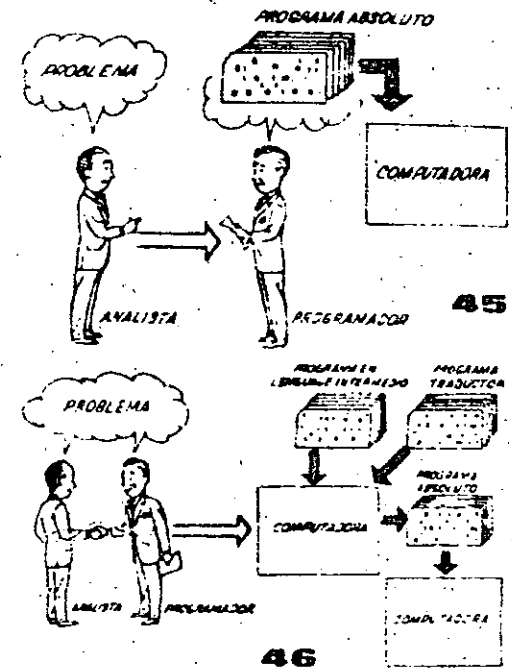 PROGRAMA ABSOLUTO
PROBLEMA
COMPUTADORA
ANALISTA
PROGRAMADOR
45
PROBLEMA
PROGRAMA EN
LENGUAJE INTERMEDIO
PROGRAMA
TRADUCTOR
COMPUTADORA
PROGRAMA
ABSOLUTO
ANALISTA
PROGRAMADOR
COMPUTADORA
46